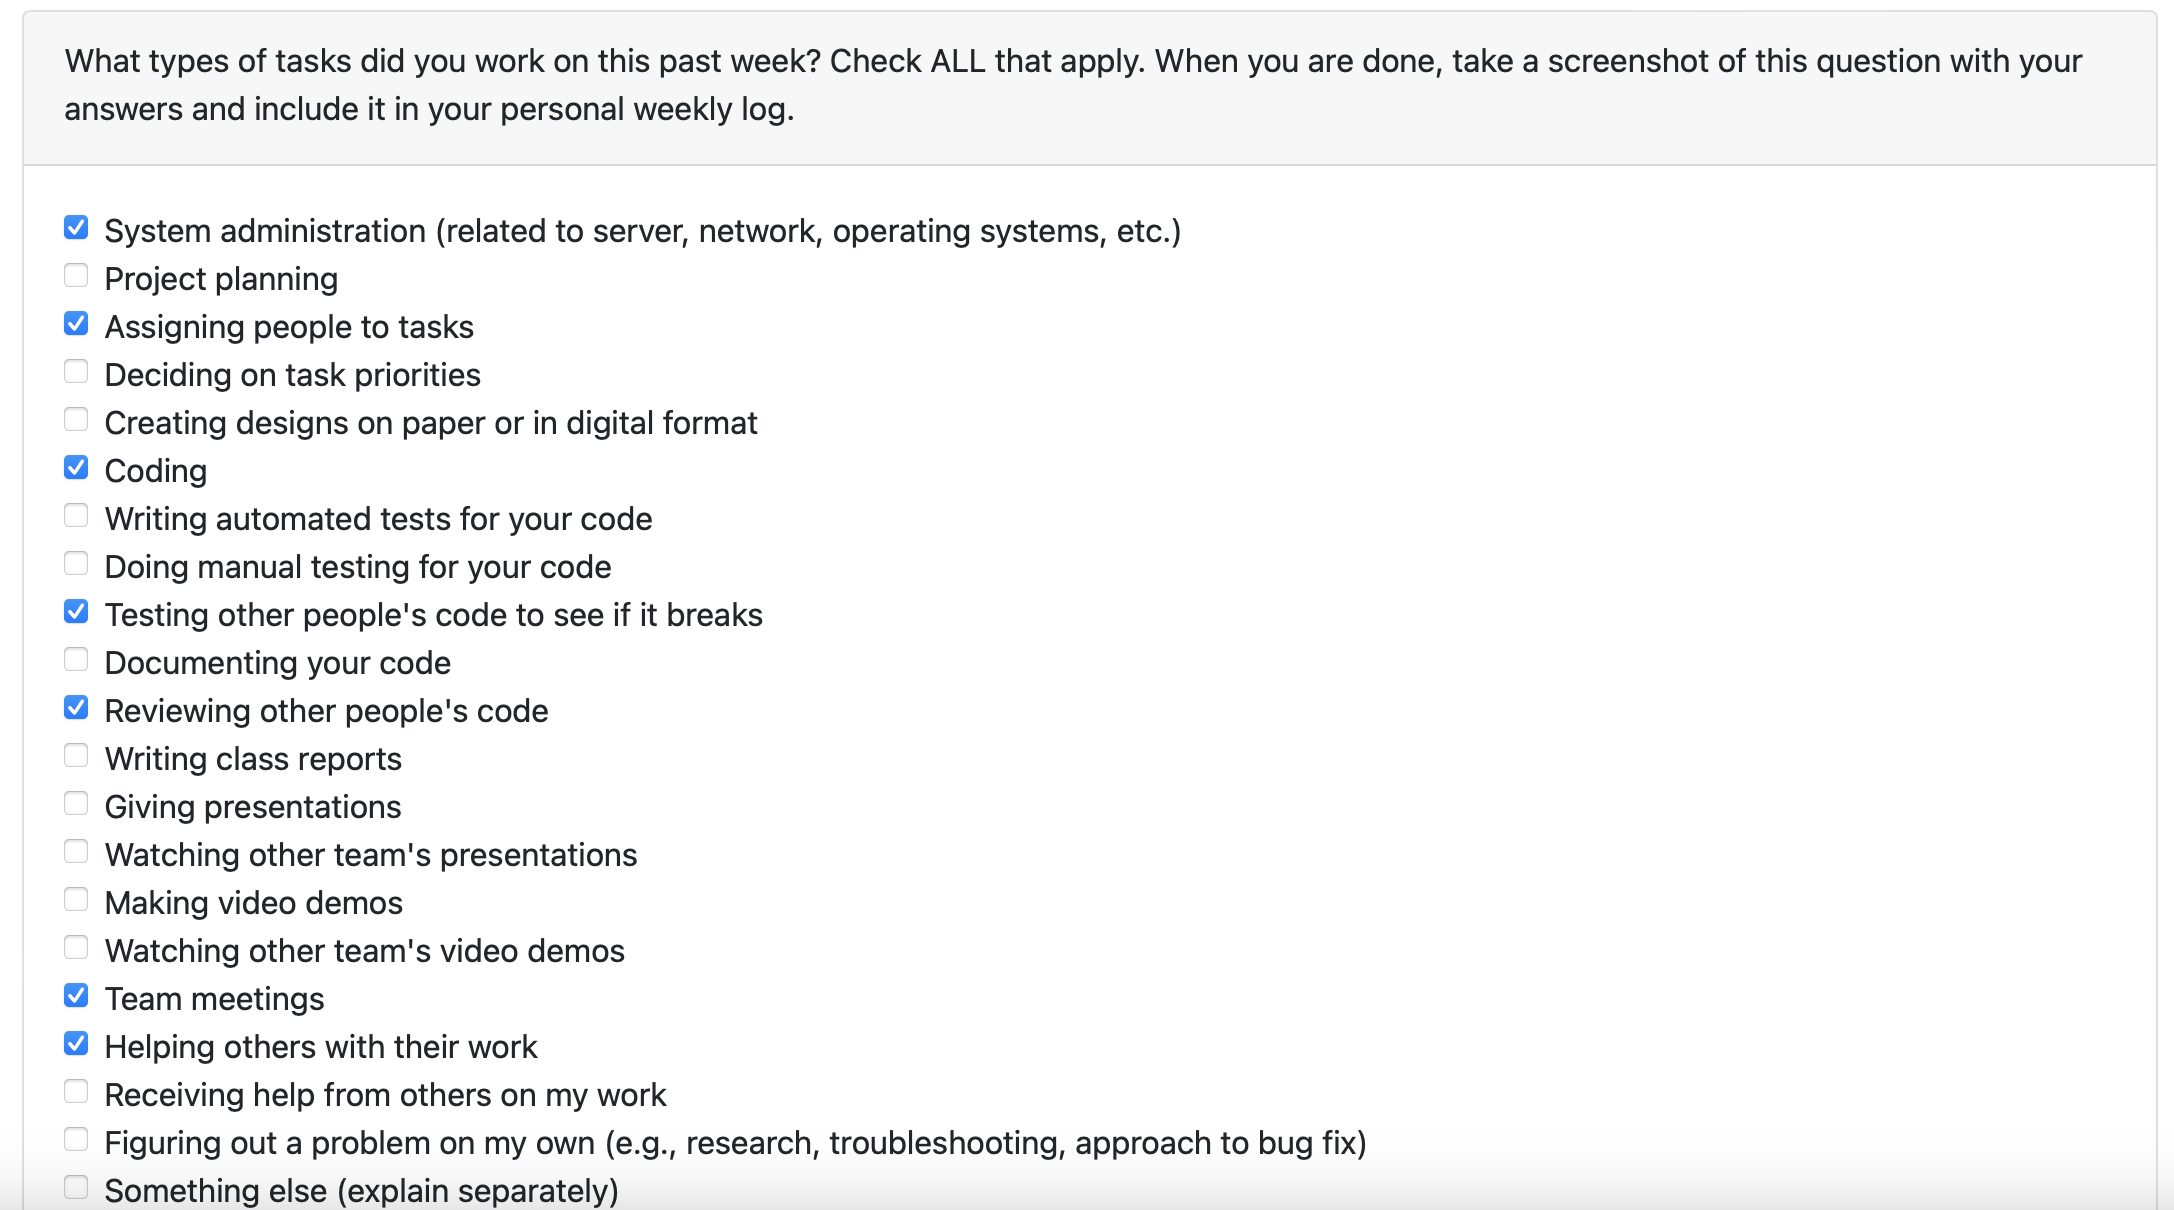 What types of tasks did you work on this past week? Check ALL that apply. When you are done, take a screenshot of this question with your
answers and include it in your personal weekly log.
System administration (related to server, network, operating systems, etc.)
Project planning
Assigning people to tasks
Deciding on task priorities
Creating designs on paper or in digital format
Coding
Writing automated tests for your code
Doing manual testing for your code
Testing other people's code to see if it breaks
Documenting your code
Reviewing other people's code
Writing class reports
Giving presentations
Watching other team's presentations
Making video demos
Watching other team's video demos
Team meetings
Helping others with their work
Receiving help from others on my work
Figuring out a problem on my own (e.g., research, troubleshooting, approach to bug fix)
Something else (explain separately)